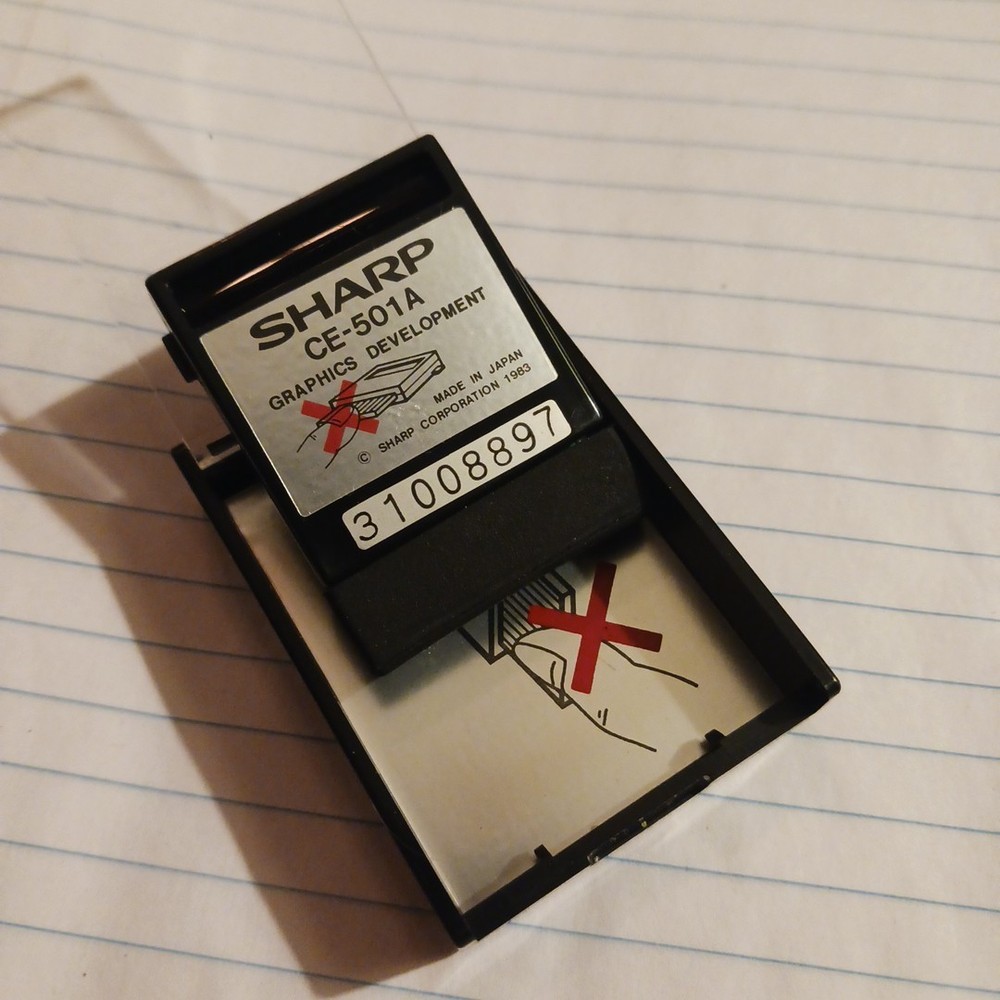 SHARP
CE-501A
GRAPHICS DEVELOPMENT
MADE IN JAPAN
© SHARP CORPORATION 1983
31008897